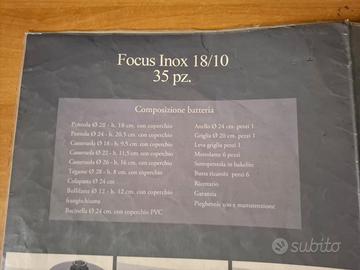 Focus Inox 18/10
35 pz.
Composizione batteria
Pentola Ø 28 - h. 18 cm. con coperchio
Pentola Ø 24 - h. 20,5 cm. con coperchio
Casseruola Ø 18 - h. 9,5 cm. con coperchio
Casseruola Ø 22 - h. 11,5 cm. con coperchio
Casseruola Ø 26 - h. 16 cm. con coperchio
Tegame Ø 28 - h. 8 cm. con coperchio
Colapasta Ø 24 cm
Bollilatte Ø 12 - h. 12 cm. con coperchio
frangischiuma
Bacinella Ø 24 cm. con coperchio PVC
Anello Ø 24 cm. pezzi 1
Griglia Ø 20 cm. pezzi 1
Leva griglia pezzi 1
Mestolame 6 pezzi
Sottopentola in bakelite
Busta ricambi pezzi 6
Ricettario
Garanzia
Pieghevole uso e manutenzione
subito